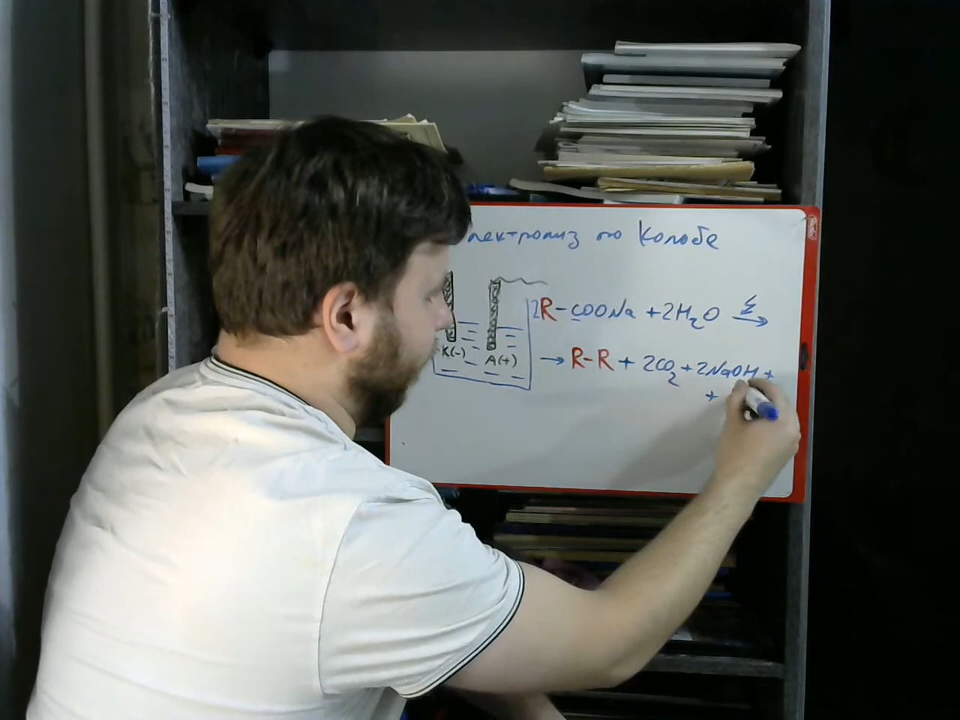 лектролиз по Кольбе
2R-COONa + 2H₂O ⟶
K(-) A(+)
→ R-R + 2CO₂ + 2NaOH +
+